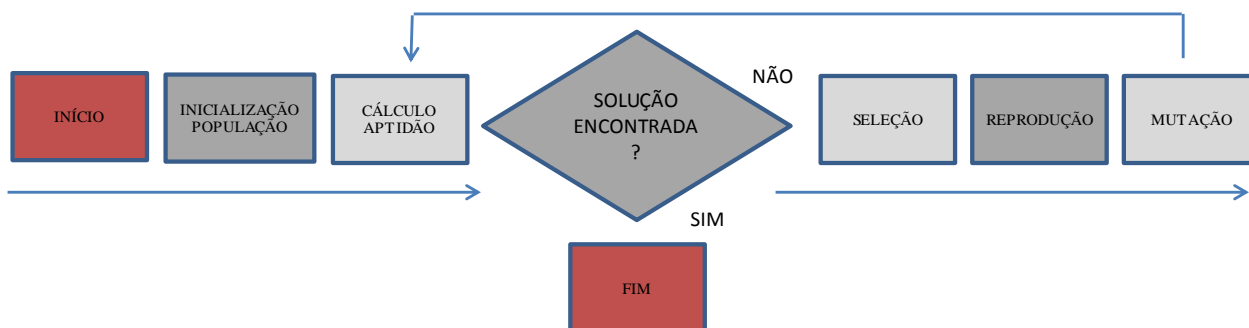 INÍCIO
INICIALIZAÇÃO
POPULAÇÃO
CÁLCULO
APTIDÃO
SOLUÇÃO
ENCONTRADA
?
NÃO
SIM
SELEÇÃO
REPRODUÇÃO
MUTAÇÃO
FIM